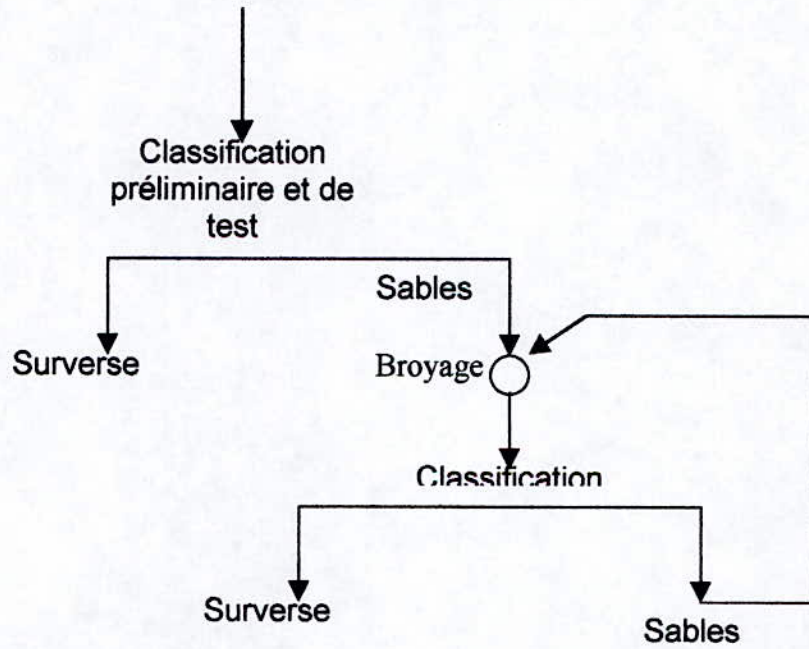 Classification
préliminaire et de
test
Sables
Surverse
Broyage
Classification
Surverse
Sables